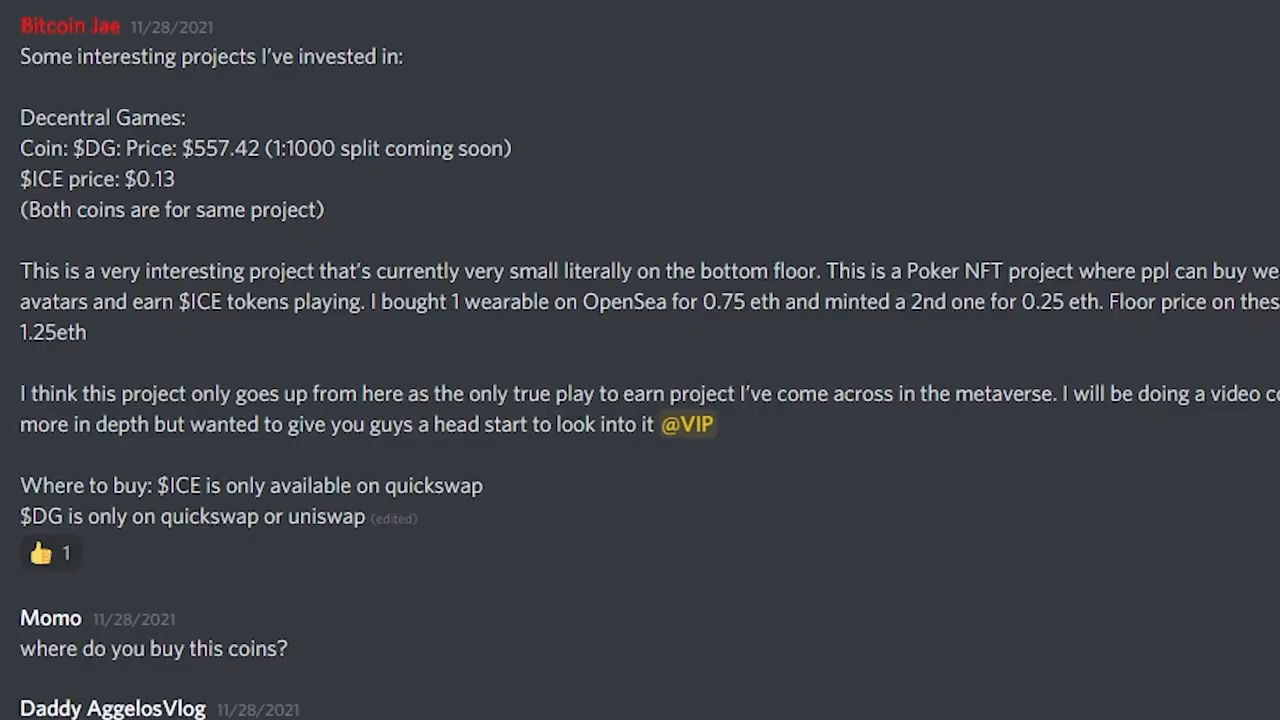 Bitcoin Jae 11/28/2021
Some interesting projects I've invested in:
Decentral Games:
Coin: $DG: Price: $557.42 (1:1000 split coming soon)
$ICE price: $0.13
(Both coins are for same project)
This is a very interesting project that's currently very small literally on the bottom floor. This is a Poker NFT project where ppl can buy we
avatars and earn $ICE tokens playing. I bought 1 wearable on OpenSea for 0.75 eth and minted a 2nd one for 0.25 eth. Floor price on thes
1.25eth
I think this project only goes up from here as the only true play to earn project I've come across in the metaverse. I will be doing a video co
more in depth but wanted to give you guys a head start to look into it @VIP
Where to buy: $ICE is only available on quickswap
$DG is only on quickswap or uniswap (edited)
👍 1
Momo 11/28/2021
where do you buy this coins?
Daddy AggelosVlog 11/28/2021